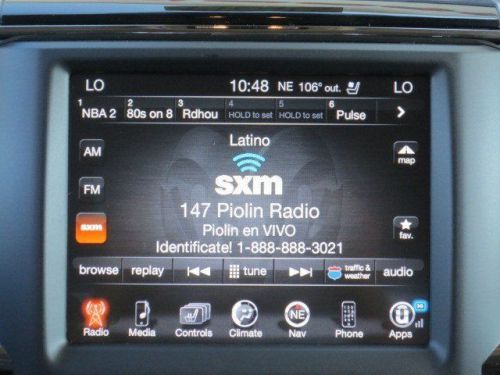 LO 10:48 NE 106° out. LO
1 NBA 2 2 80s on 8 3 Rdhou 4 HOLD to set 5 HOLD to set 6 Pulse
Latino
AM
map
sxm
FM
147 Piolin Radio
sxm
fav.
Piolin en VIVO
Identificate! 1-888-888-3021
browse replay tune traffic & weather audio
NE
Radio Media Controls Climate Nav Phone Apps